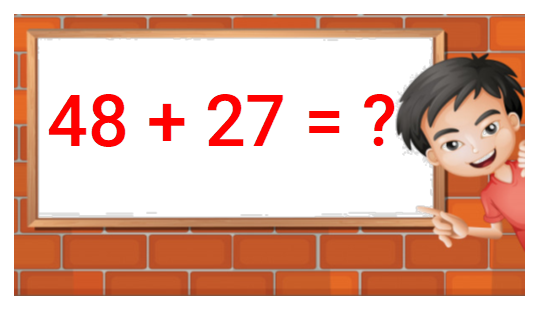 48 + 27 = ?